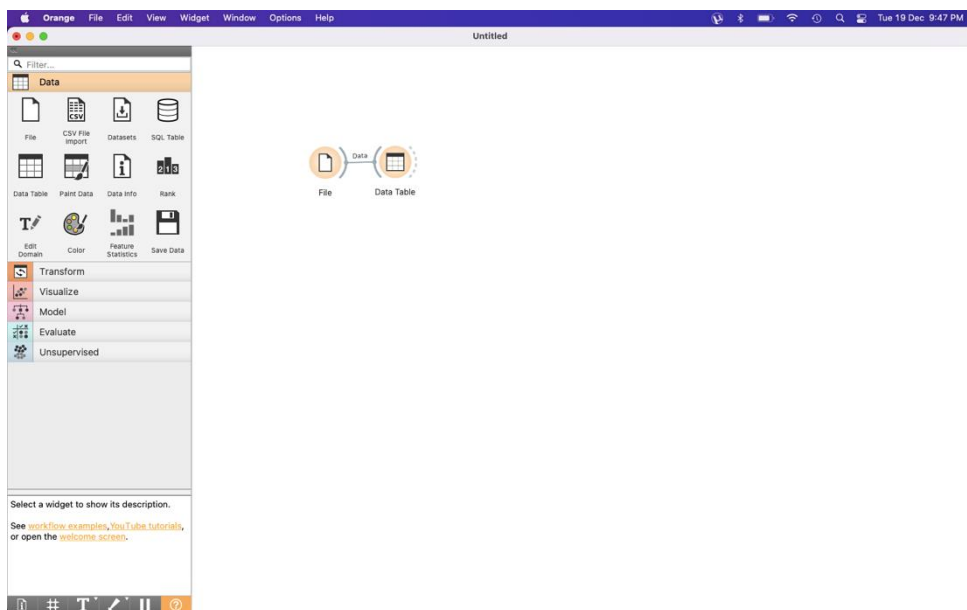 Orange File Edit View Widget Window Options Help
Tue 19 Dec 9:47 PM
Untitled
Filter...
Data
File
CSV File Import
Datasets
SQL Table
Data Table
Paint Data
Data Info
Rank
Edit Domain
Color
Feature Statistics
Save Data
Transform
Visualize
Model
Evaluate
Unsupervised
Data
File
Data Table
Select a widget to show its description.
See workflow examples, YouTube tutorials,
or open the welcome screen.